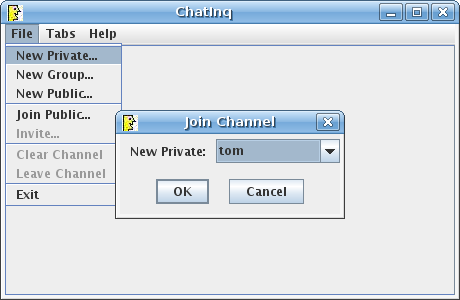 ChatInq
File Tabs Help
New Private...
New Group...
New Public...
Join Public...
Invite...
Clear Channel
Leave Channel
Exit
Join Channel
New Private: tom
OK Cancel